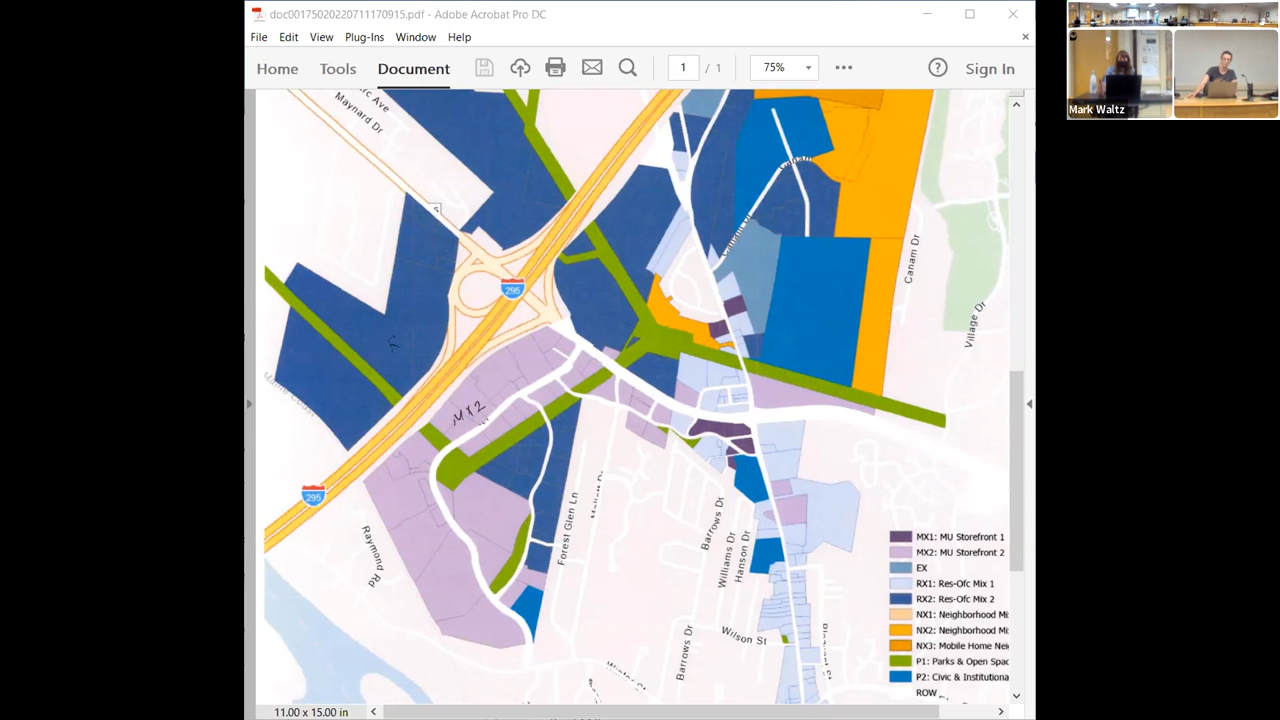 doc00175020220711170915.pdf - Adobe Acrobat Pro DC
File Edit View Plug-Ins Window Help
Home Tools Document 1 / 1 75% Sign In
Mark Waltz
Maynard Dr
295
Canam Dr
Village Dr
MX2
295
Raymond Rd
Forest Glen Ln
Barrows Dr
Williams Dr
Hanson Dr
Wilson St
Barrows Dr
MX1: MU Storefront 1
MX2: MU Storefront 2
EX
RX1: Res-Ofc Mix 1
RX2: Res-Ofc Mix 2
NX1: Neighborhood Mi
NX2: Neighborhood Mi
NX3: Mobile Home Nei
P1: Parks & Open Spac
P2: Civic & Institutiona
ROW
11.00 x 15.00 in